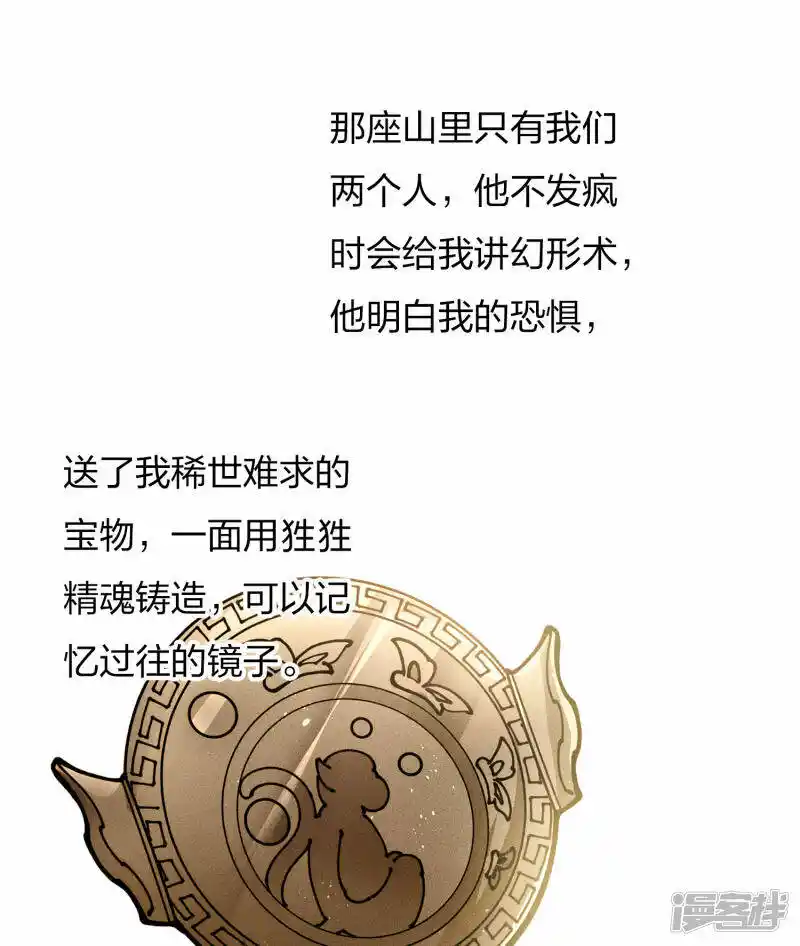 那座山里只有我们
两个人，他不发疯
时会给我讲幻形术，
他明白我的恐惧，
送了我稀世难求的
宝物，一面用狌狌
精魂铸造，可以记
忆过往的镜子。
漫客栈